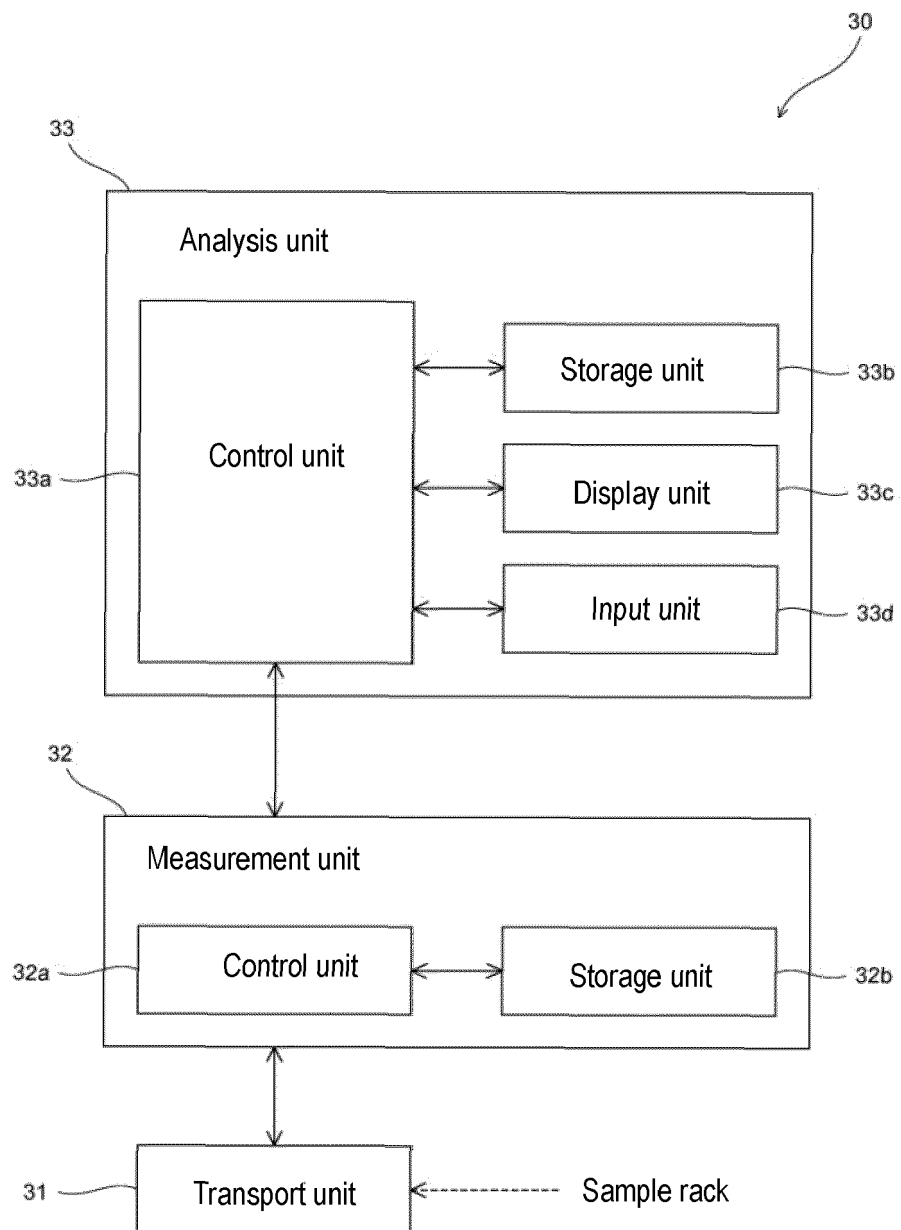 30
33
Analysis unit
Storage unit
33b
Control unit
33a
Display unit
33c
Input unit
33d
32
Measurement unit
32a
Control unit
Storage unit
32b
31
Transport unit
Sample rack